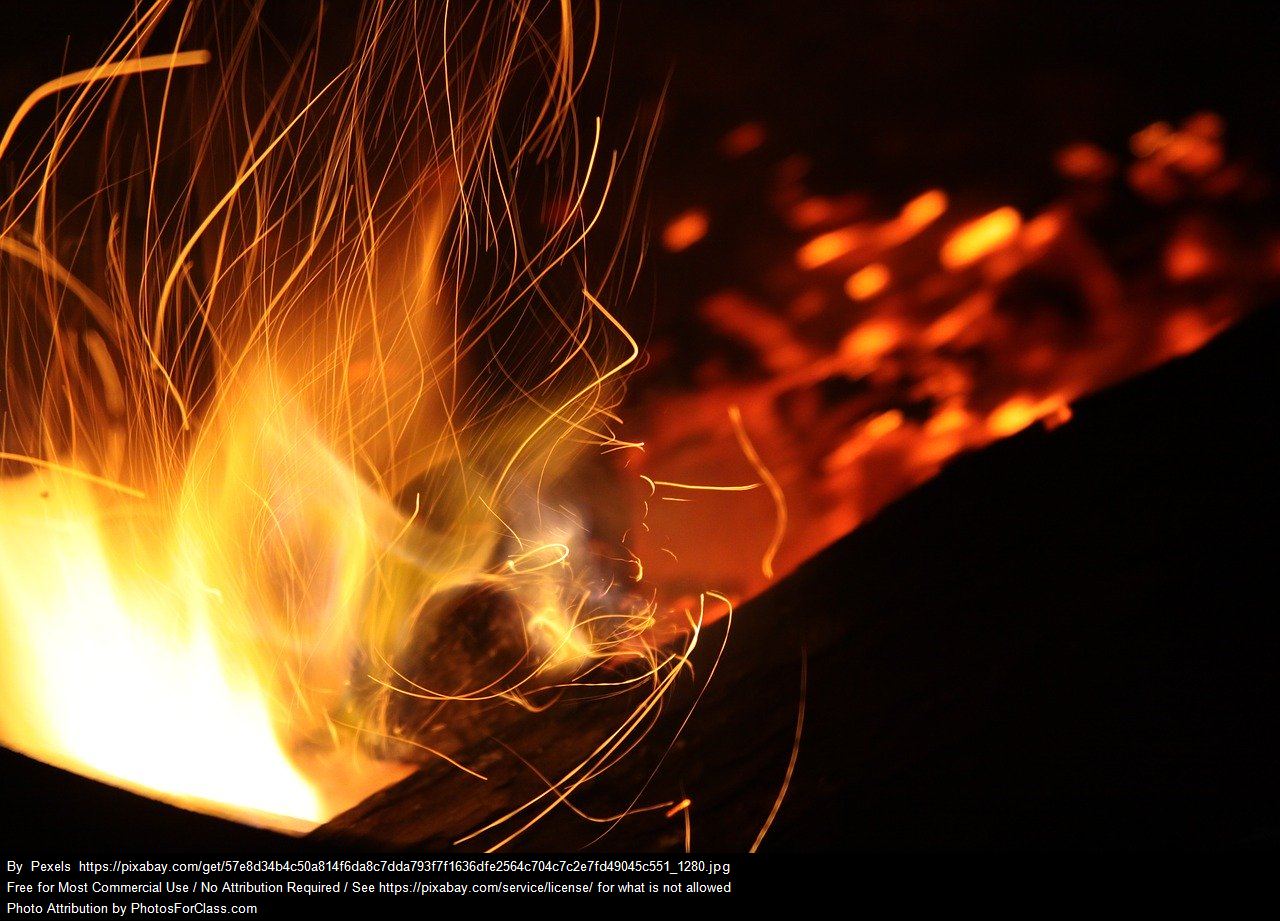 By Pexels https://pixabay.com/get/57e8d34b4c50a814f6da8c7dda793f7f1636dfe2564c704c7c2e7fd49045c551_1280.jpg
Free for Most Commercial Use / No Attribution Required / See https://pixabay.com/service/license/ for what is not allowed
Photo Attribution by PhotosForClass.com